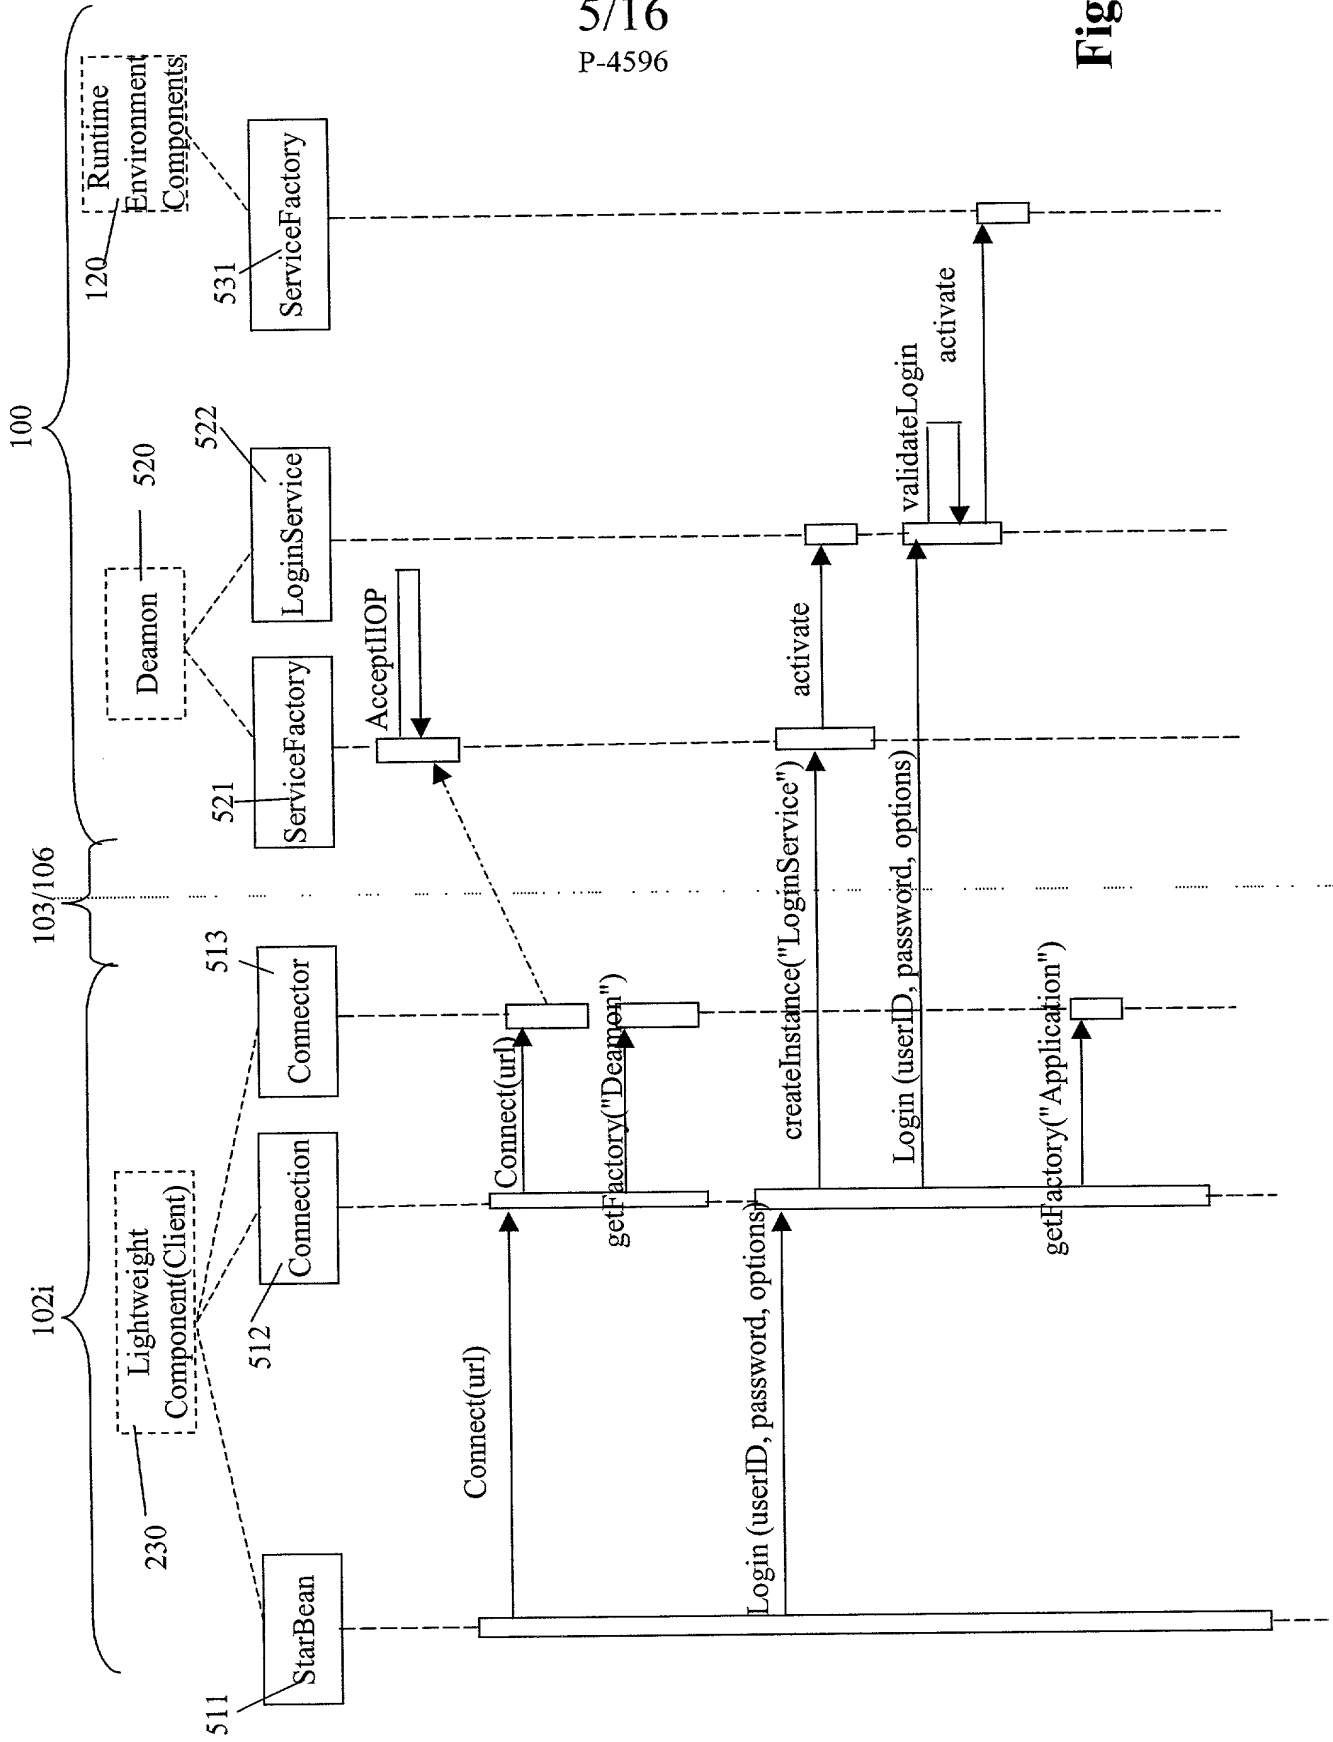 5/16
P-4596
Fig
102i
103/106
100
230
Lightweight
Component(Client)
Deamon
520
Runtime
Environment
Components
120
511
StarBean
512
Connection
513
Connector
521
ServiceFactory
522
LoginService
531
ServiceFactory
AcceptIIOP
Connect(url)
Connect(url)
getFactory("Deamon")
Login (userID, password, options)
createInstance("LoginService")
activate
Login (userID, password, options)
validateLogin
activate
getFactory("Application")